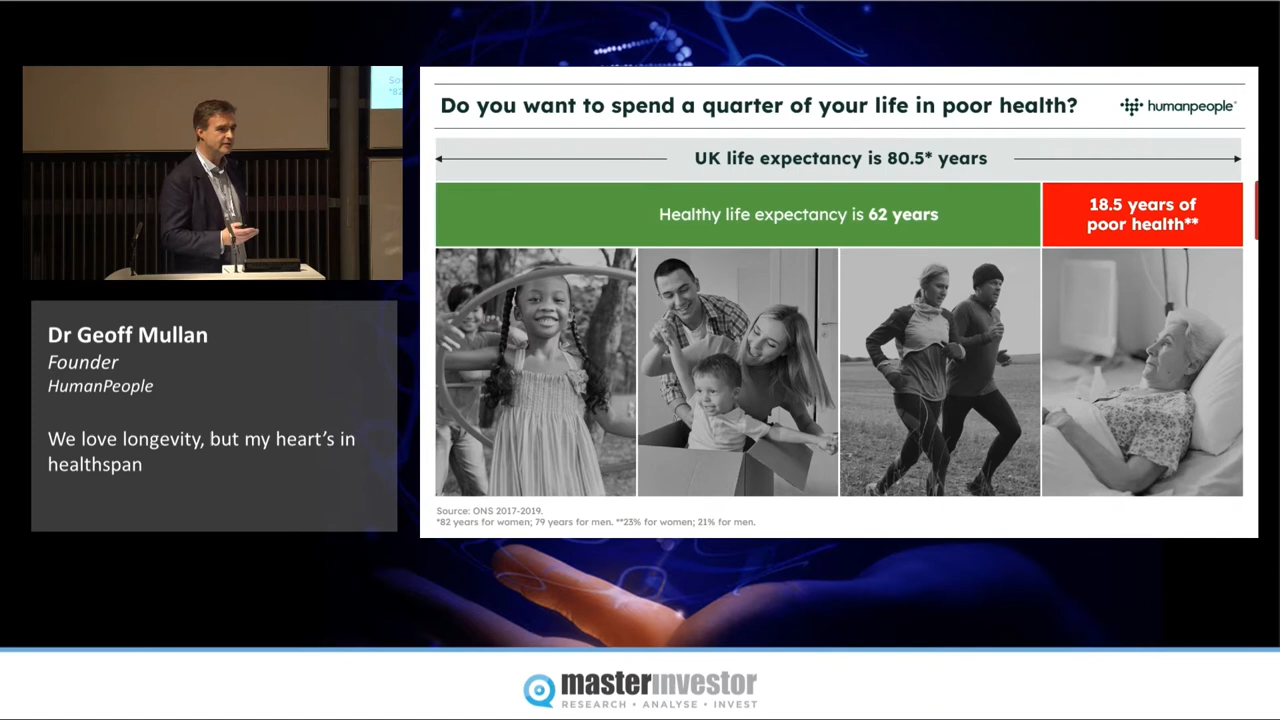 Do you want to spend a quarter of your life in poor health?
humanpeople
UK life expectancy is 80.5* years
Healthy life expectancy is 62 years
18.5 years of
poor health**
Source: ONS 2017-2019.
*82 years for women; 79 years for men. **23% for women; 21% for men.
Dr Geoff Mullan
Founder
HumanPeople
We love longevity, but my heart's in
healthspan
masterinvestor
RESEARCH • ANALYSE • INVEST